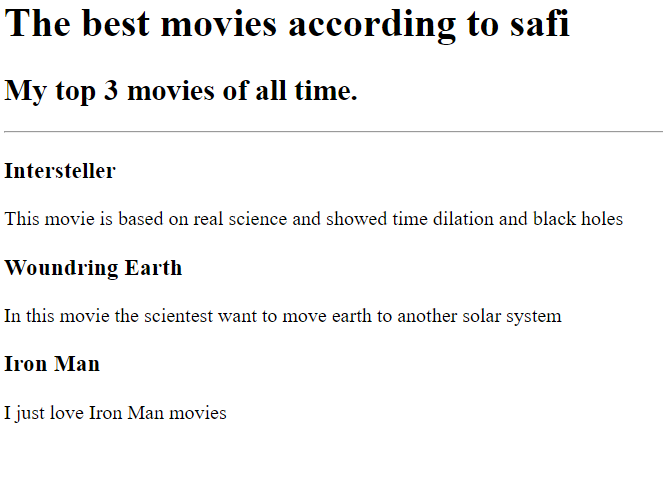 The best movies according to safi
My top 3 movies of all time.
Intersteller
This movie is based on real science and showed time dilation and black holes
Woundring Earth
In this movie the scientest want to move earth to another solar system
Iron Man
I just love Iron Man movies